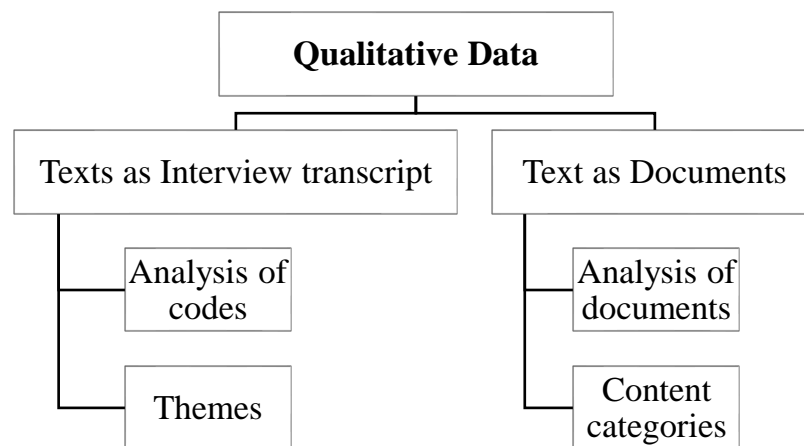 Qualitative Data
Texts as Interview transcript
Analysis of
codes
Themes
Text as Documents
Analysis of
documents
Content
categories